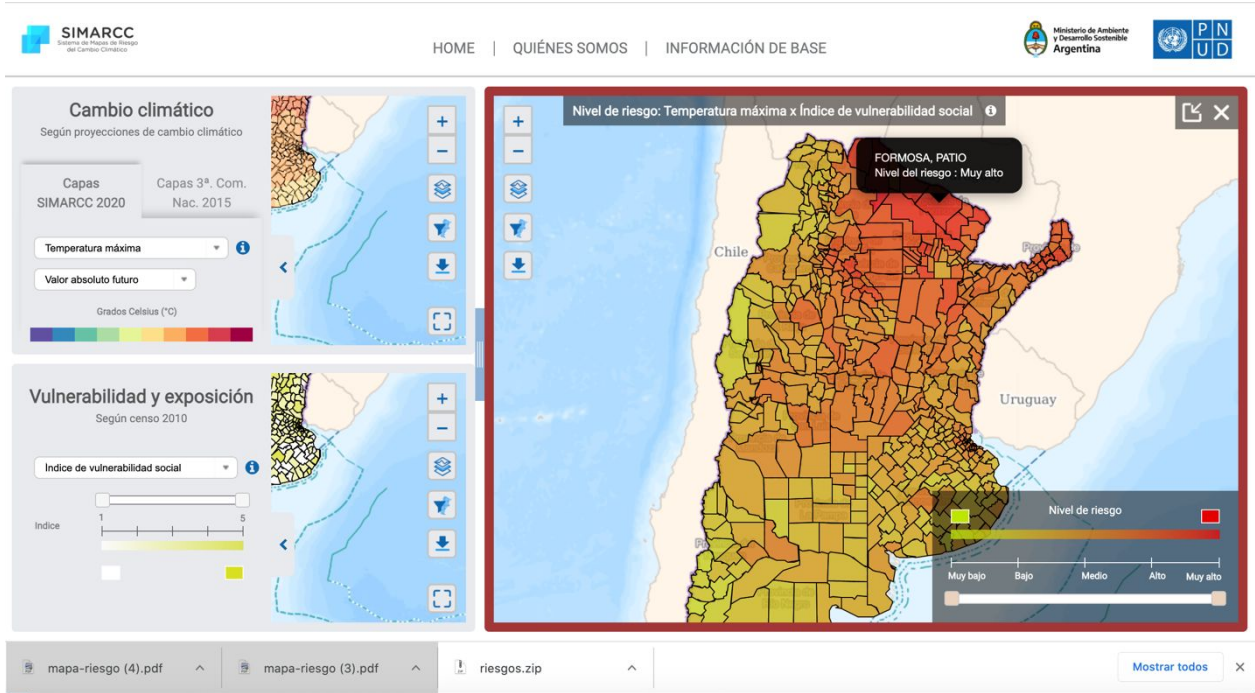 SIMARCC
Sistema de Mapas de Riesgo
del Cambio Climático
HOME | QUIÉNES SOMOS | INFORMACIÓN DE BASE
Ministerio de Ambiente
y Desarrollo Sostenible
Argentina
P N
U D
Cambio climático
Según proyecciones de cambio climático
Capas
SIMARCC 2020
Capas 3ª. Com.
Nac. 2015
Temperatura máxima
Valor absoluto futuro
Grados Celsius (°C)
Vulnerabilidad y exposición
Según censo 2010
Indice de vulnerabilidad social
Indice
1
5
Nivel de riesgo: Temperatura máxima x Índice de vulnerabilidad social
FORMOSA, PATIO
Nivel del riesgo : Muy alto
Chile
Uruguay
Nivel de riesgo
Muy bajo
Bajo
Medio
Alto
Muy alto
mapa-riesgo (4).pdf
mapa-riesgo (3).pdf
riesgos.zip
Mostrar todos